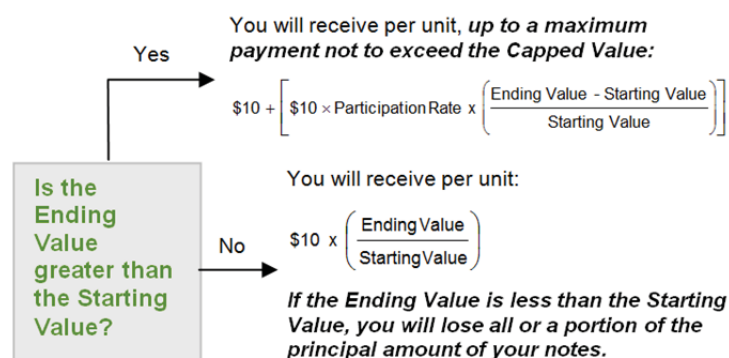 You will receive per unit, up to a maximum
Yes
payment not to exceed the Capped Value:
$10 + [ $10 × Participation Rate x ( Ending Value - Starting Value
Starting Value ) ]
Is the
Ending
Value
greater than
the Starting
Value?
You will receive per unit:
No
$10 x ( Ending Value
Starting Value )
If the Ending Value is less than the Starting
Value, you will lose all or a portion of the
principal amount of your notes.